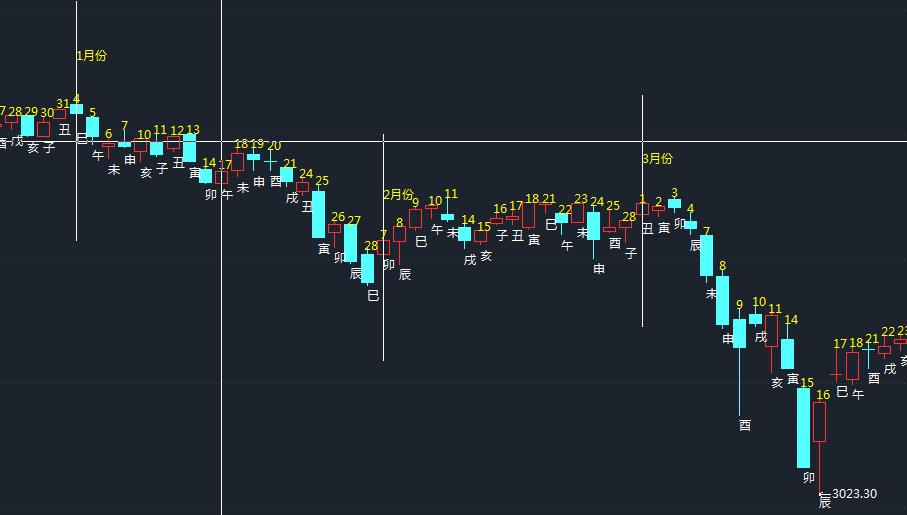 1月份
7 28 29 30 31 4 5 6 7 10 11 12 13
酉 戌 亥 子 丑 巳 午 未 申 亥 子 丑 寅
14 17 18 19 20 21 24 25
卯 午 未 申 酉 戌 丑 寅
26 27 28
卯 辰 巳
2月份
7 8 9 10 11 14 15 16 17 18 21 22 23 24 25 28
卯 辰 巳 午 未 戌 亥 子 丑 寅 巳 午 未 申 酉 子
3月份
1 2 3 4 7 8 9 10 11 14 15 16
丑 寅 卯 辰 未 申 酉 戌 亥 寅 卯 辰
17 18 21 22 23
巳 午 酉 戌 亥
3023.30